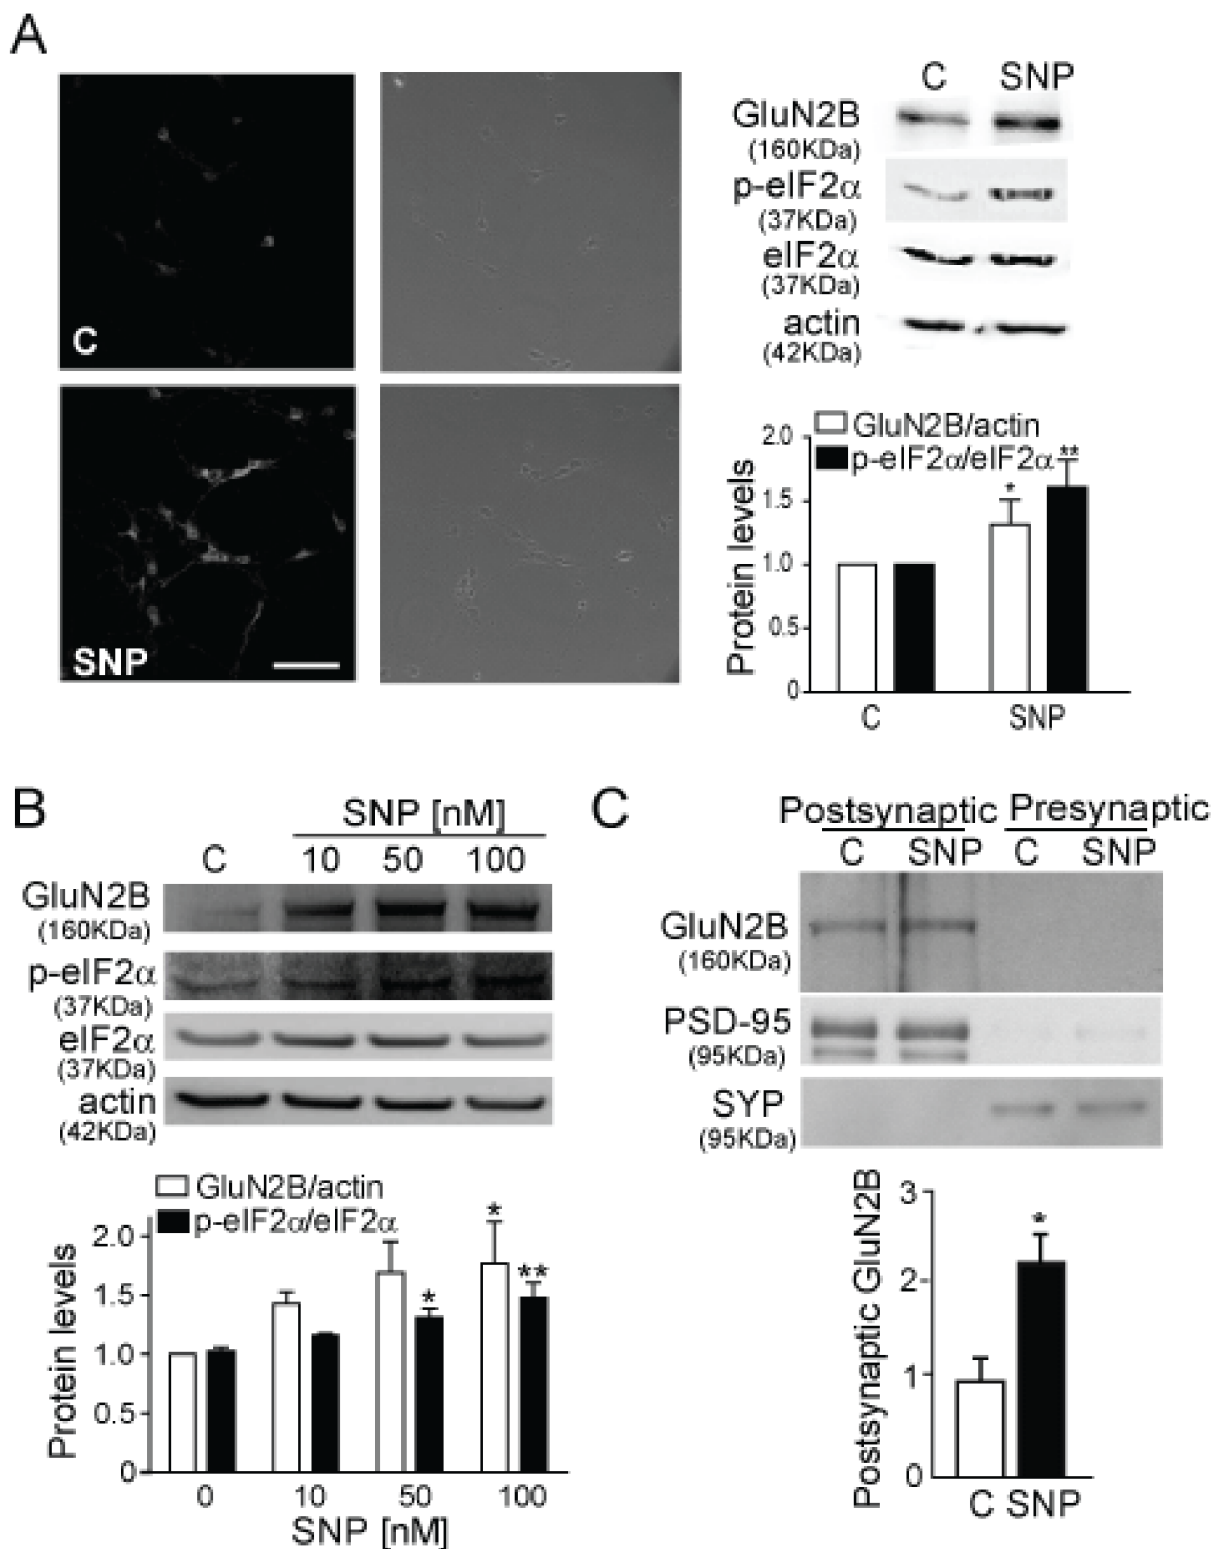 A
C
SNP
C SNP
GluN2B
(160KDa)
p-eIF2α
(37KDa)
eIF2α
(37KDa)
actin
(42KDa)
GluN2B/actin
p-eIF2α/eIF2α
**
*
2.0
1.5
1.0
0.5
0
Protein levels
C SNP
B
SNP [nM]
C 10 50 100
GluN2B
(160KDa)
p-eIF2α
(37KDa)
eIF2α
(37KDa)
actin
(42KDa)
GluN2B/actin
p-eIF2α/eIF2α
*
**
*
2.0
1.5
1.0
0.5
0
Protein levels
0 10 50 100
SNP [nM]
C
Postsynaptic Presynaptic
C SNP C SNP
GluN2B
(160KDa)
PSD-95
(95KDa)
SYP
(95KDa)
*
3
2
1
0
Postsynaptic GluN2B
C SNP